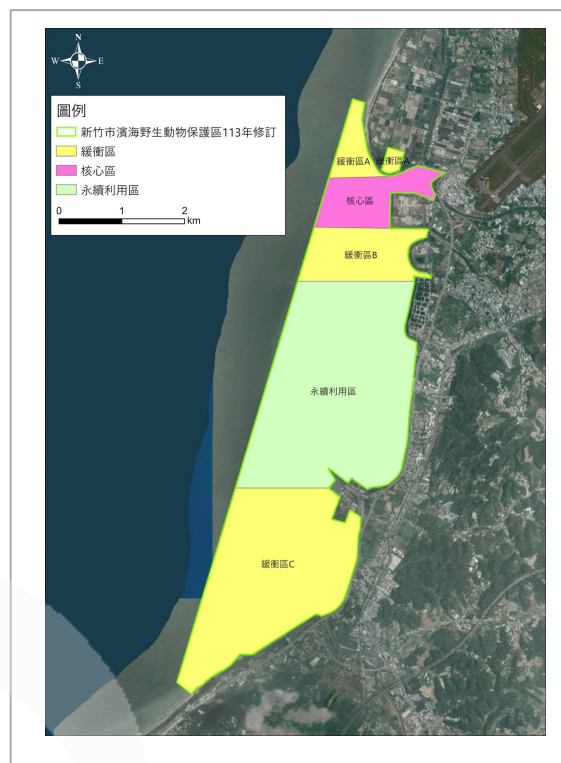 N
W E
S
圖例
新竹市濱海野生動物保護區113年修訂
緩衝區
核心區
永續利用區
0 1 2
km
緩衝區A 緩衝區A
核心區
緩衝區B
永續利用區
緩衝區C